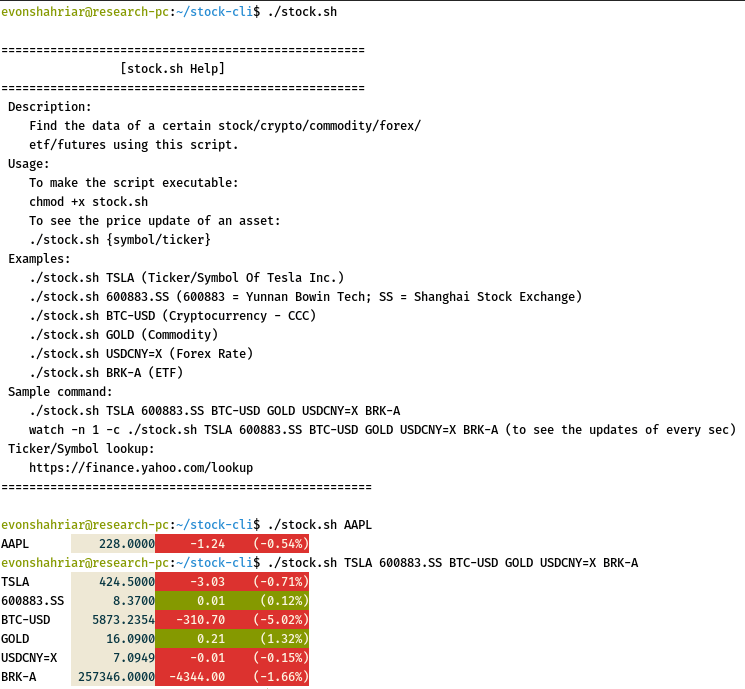 evonshahriar@research-pc:~/stock-cli$ ./stock.sh
====================================================
[stock.sh Help]
====================================================
Description:
Find the data of a certain stock/crypto/commodity/forex/
etf/futures using this script.
Usage:
To make the script executable:
chmod +x stock.sh
To see the price update of an asset:
./stock.sh {symbol/ticker}
Examples:
./stock.sh TSLA (Ticker/Symbol Of Tesla Inc.)
./stock.sh 600883.SS (600883 = Yunnan Bowin Tech; SS = Shanghai Stock Exchange)
./stock.sh BTC-USD (Cryptocurrency - CCC)
./stock.sh GOLD (Commodity)
./stock.sh USDCNY=X (Forex Rate)
./stock.sh BRK-A (ETF)
Sample command:
./stock.sh TSLA 600883.SS BTC-USD GOLD USDCNY=X BRK-A
watch -n 1 -c ./stock.sh TSLA 600883.SS BTC-USD GOLD USDCNY=X BRK-A (to see the updates of every sec)
Ticker/Symbol lookup:
https://finance.yahoo.com/lookup
=====================================================
evonshahriar@research-pc:~/stock-cli$ ./stock.sh AAPL
AAPL 228.0000 -1.24 (-0.54%)
evonshahriar@research-pc:~/stock-cli$ ./stock.sh TSLA 600883.SS BTC-USD GOLD USDCNY=X BRK-A
TSLA 424.5000 -3.03 (-0.71%)
600883.SS 8.3700 0.01 (0.12%)
BTC-USD 5873.2354 -310.70 (-5.02%)
GOLD 16.0900 0.21 (1.32%)
USDCNY=X 7.0949 -0.01 (-0.15%)
BRK-A 257346.0000 -4344.00 (-1.66%)